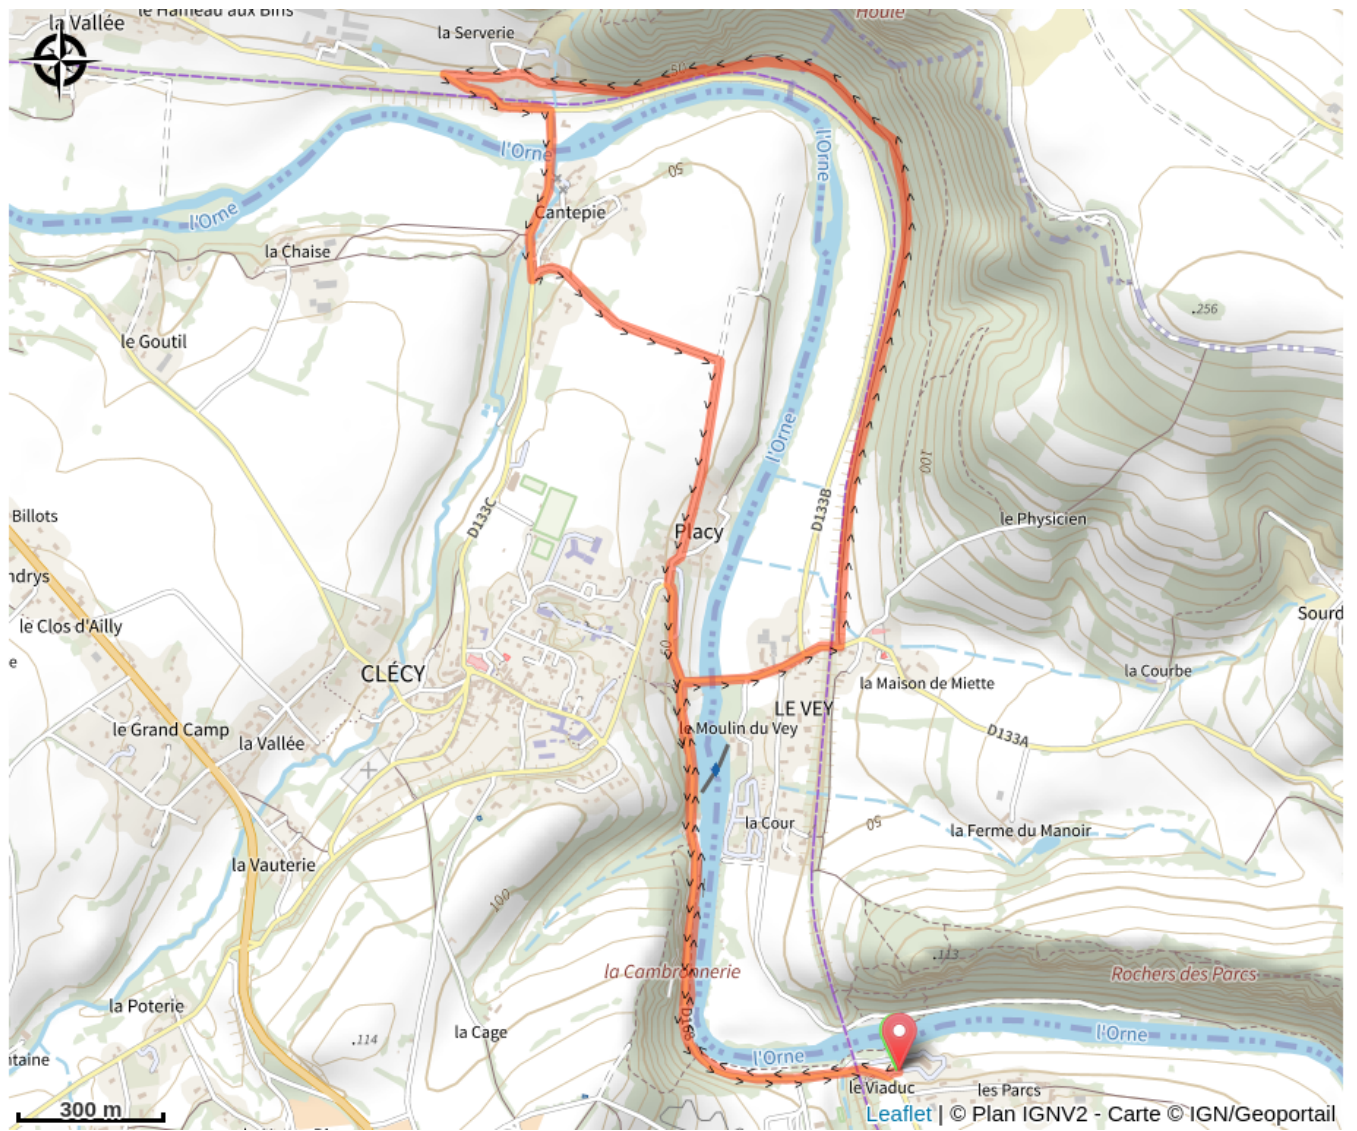 le Hameau aux Bins
Houle
la Vallée
la Serverie
50
l'Orne
l'Orne
50
l'Orne
Cantepie
la Chaise
.256
le Goutil
l'Orne
100
D133B
D133C
Billots
le Physicien
Placy
ndrys
Sourd
le Clos d'Ailly
60
e
CLÉCY
la Courbe
la Maison de Miette
LE VEY
le Grand Camp
le Moulin du Vey
D133A
la Vallée
la Cour
50
la Ferme du Manoir
la Vauterie
100
.113
la Cambronnerie
Rochers des Parcs
la Poterie
la Cage
.114
l'Orne
l'Orne
ntaine
le Viaduc
les Parcs
300 m
Leaflet | © Plan IGNV2 - Carte © IGN/Geoportail